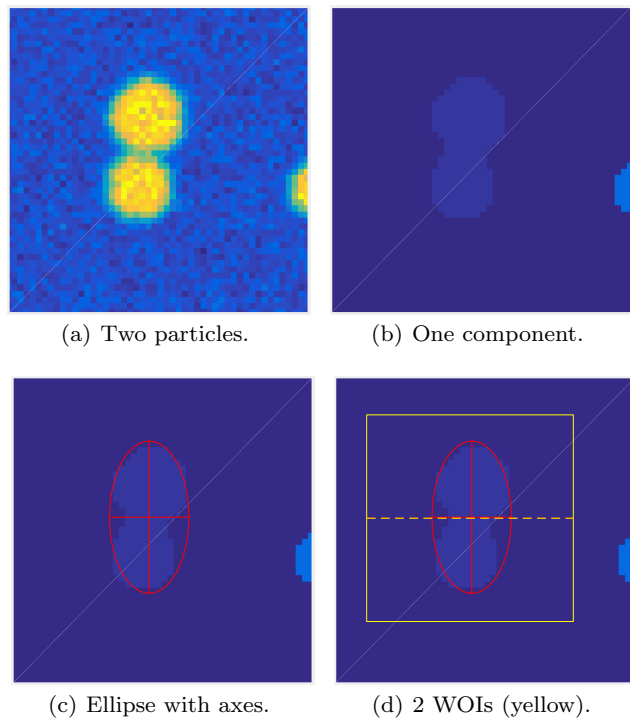 (a) Two particles.
(b) One component.
(c) Ellipse with axes.
(d) 2 WOIs (yellow).